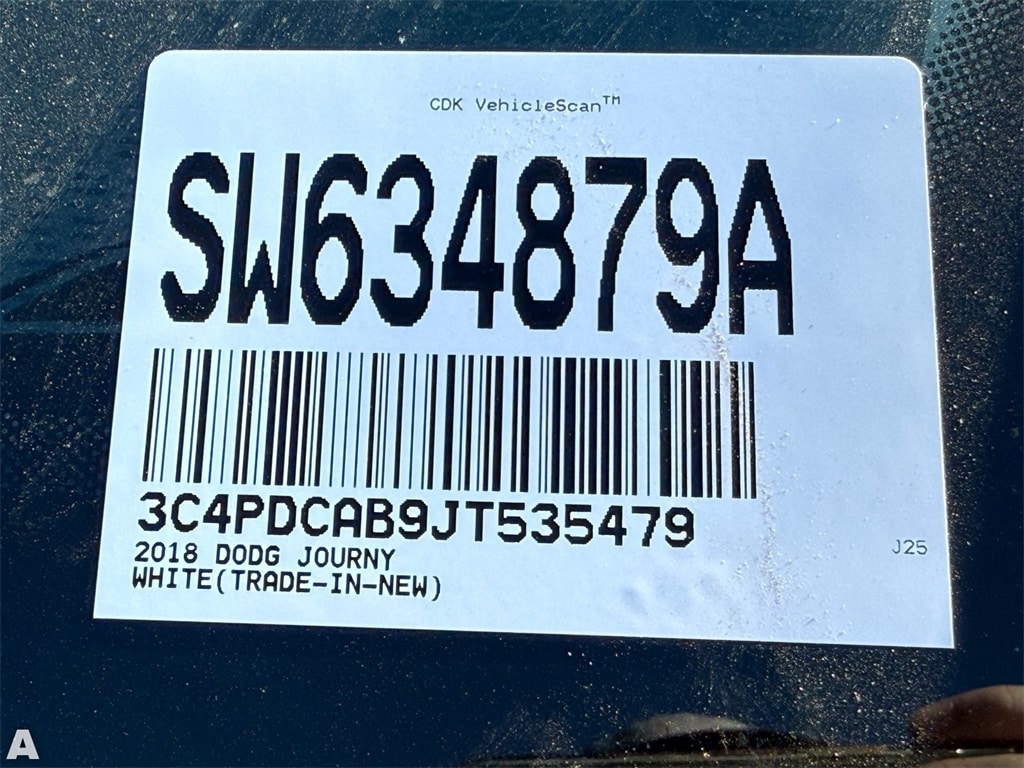 CDK VehicleScan™
SW634879A
3C4PDCAB9JT535479
2018 DODG JOURNY
J25
WHITE(TRADE-IN-NEW)
A